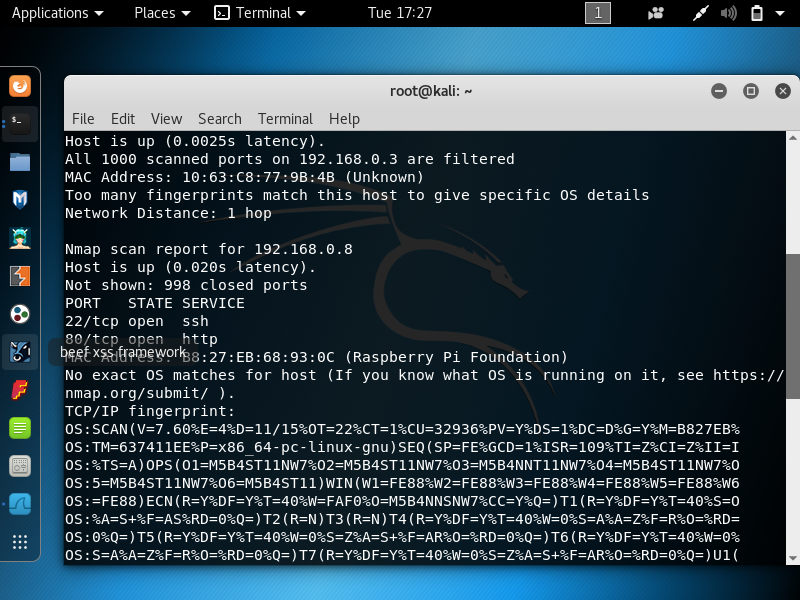 Applications Places Terminal Tue 17:27 1
root@kali: ~
File Edit View Search Terminal Help
Host is up (0.0025s latency).
All 1000 scanned ports on 192.168.0.3 are filtered
MAC Address: 10:63:C8:77:9B:4B (Unknown)
Too many fingerprints match this host to give specific OS details
Network Distance: 1 hop
Nmap scan report for 192.168.0.8
Host is up (0.020s latency).
Not shown: 998 closed ports
PORT   STATE SERVICE
22/tcp open  ssh
80/tcp open  http
beef xss framework
MAC Address: B8:27:EB:68:93:0C (Raspberry Pi Foundation)
No exact OS matches for host (If you know what OS is running on it, see https://
nmap.org/submit/ ).
TCP/IP fingerprint:
OS:SCAN(V=7.60%E=4%D=11/15%OT=22%CT=1%CU=32936%PV=Y%DS=1%DC=D%G=Y%M=B827EB%
OS:TM=637411EE%P=x86_64-pc-linux-gnu)SEQ(SP=FE%GCD=1%ISR=109%TI=Z%CI=Z%II=I
OS:%TS=A)OPS(O1=M5B4ST11NW7%O2=M5B4ST11NW7%O3=M5B4NNT11NW7%O4=M5B4ST11NW7%O
OS:5=M5B4ST11NW7%O6=M5B4ST11)WIN(W1=FE88%W2=FE88%W3=FE88%W4=FE88%W5=FE88%W6
OS:=FE88)ECN(R=Y%DF=Y%T=40%W=FAF0%O=M5B4NNSNW7%CC=Y%Q=)T1(R=Y%DF=Y%T=40%S=O
OS:%A=S+%F=AS%RD=0%Q=)T2(R=N)T3(R=N)T4(R=Y%DF=Y%T=40%W=0%S=A%A=Z%F=R%O=%RD=
OS:0%Q=)T5(R=Y%DF=Y%T=40%W=0%S=Z%A=S+%F=AR%O=%RD=0%Q=)T6(R=Y%DF=Y%T=40%W=0%
OS:S=A%A=Z%F=R%O=%RD=0%Q=)T7(R=Y%DF=Y%T=40%W=0%S=Z%A=S+%F=AR%O=%RD=0%Q=)U1(